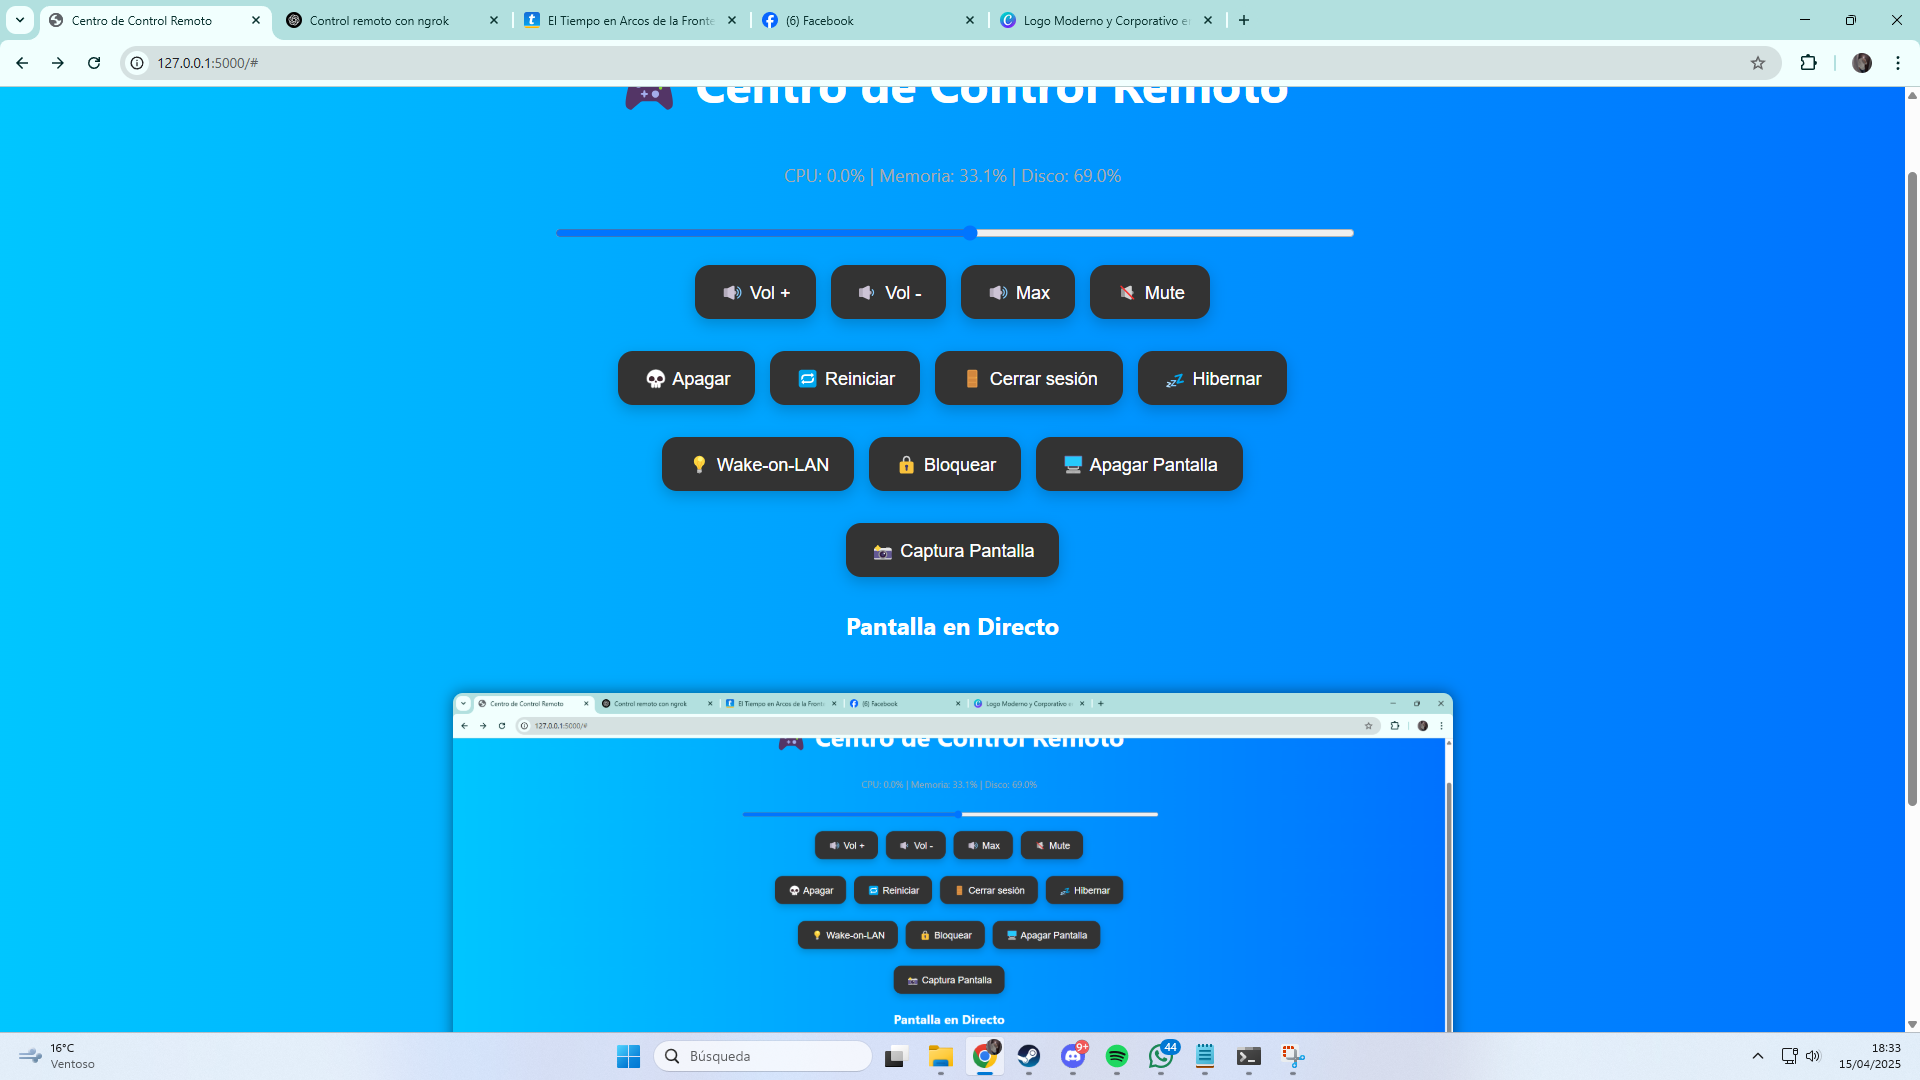 Centro de Control Remoto
Control remoto con ngrok
El Tiempo en Arcos de la Fronte
(6) Facebook
Logo Moderno y Corporativo e
127.0.0.1:5000/#
Centro de Control Remoto
CPU: 0.0% | Memoria: 33.1% | Disco: 69.0%
Vol + Vol - Max Mute
Apagar Reiniciar Cerrar sesión Hibernar
Wake-on-LAN Bloquear Apagar Pantalla
Captura Pantalla
Pantalla en Directo
Centro de Control Remoto
Control remoto con ngrok
El Tiempo en Arcos de la Fronte
(6) Facebook
Logo Moderno y Corporativo e
127.0.0.1:5000/#
Centro de Control Remoto
CPU: 0.0% | Memoria: 33.1% | Disco: 69.0%
Vol + Vol - Max Mute
Apagar Reiniciar Cerrar sesión Hibernar
Wake-on-LAN Bloquear Apagar Pantalla
Captura Pantalla
Pantalla en Directo
16°C
Ventoso
Búsqueda
9+
44
18:33
15/04/2025